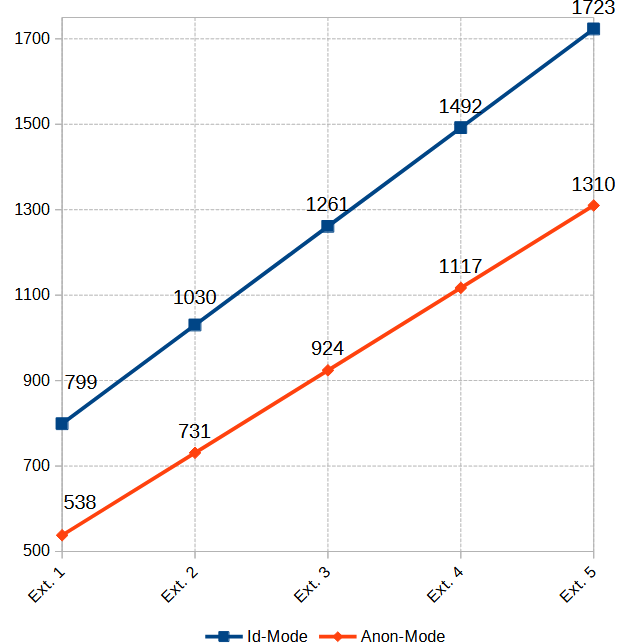 1723
1700
1492
1500
1310
1261
1300
1117
1030
1100
924
799
900
731
700
538
500
Ext. 1
Ext. 2
Ext. 3
Ext. 4
Ext. 5
Id-Mode
Anon-Mode